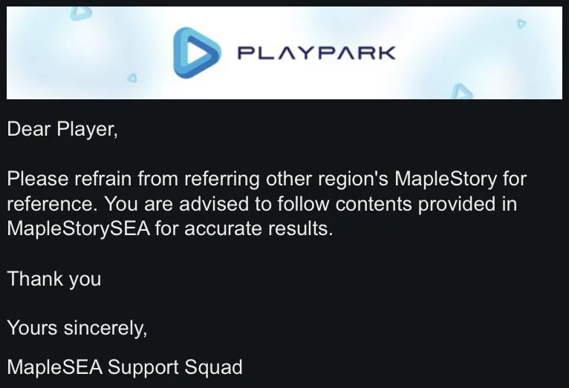 PLAYPARK
Dear Player,
Please refrain from referring other region's MapleStory for
reference. You are advised to follow contents provided in
MapleStorySEA for accurate results.
Thank you
Yours sincerely,
MapleSEA Support Squad